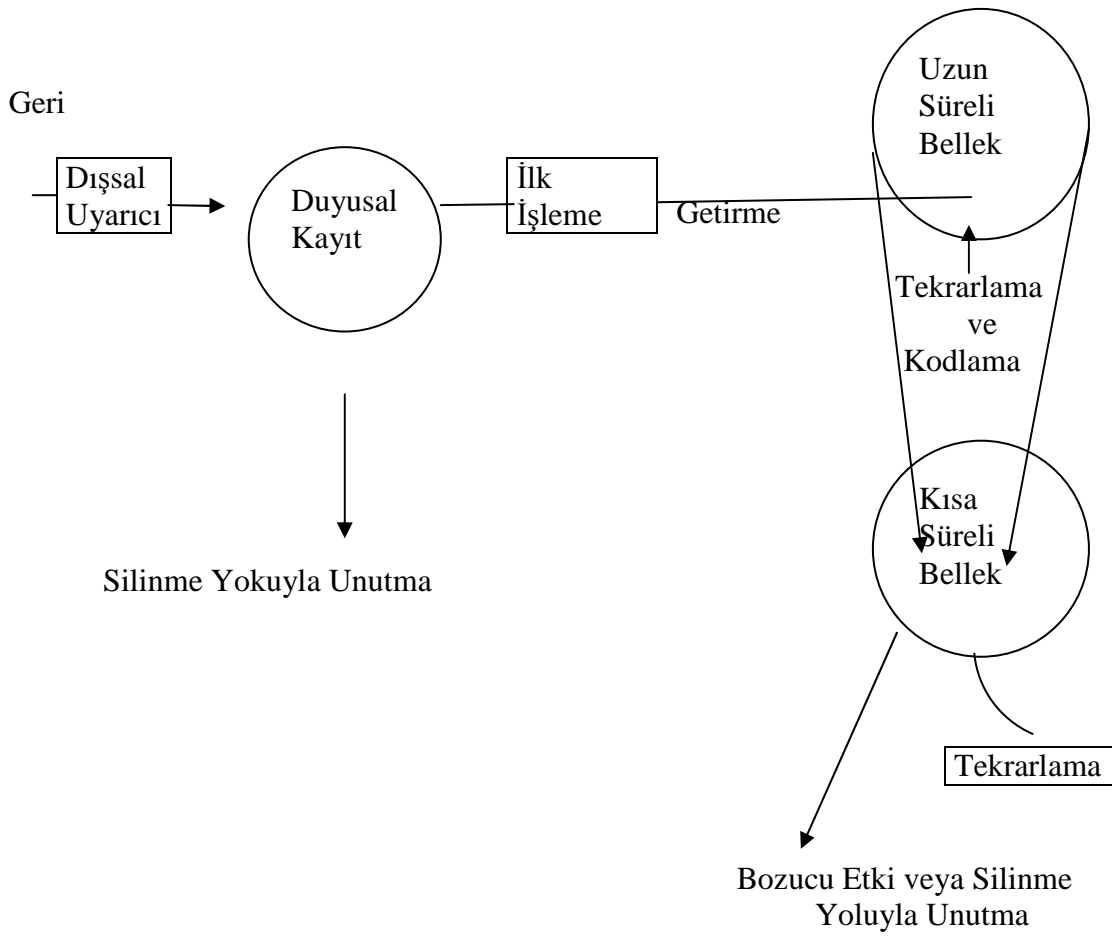 Geri
Dışsal
Uyarıcı
Duyusal
Kayıt
İlk
İşleme
Getirme
Uzun
Süreli
Bellek
Tekrarlama
ve
Kodlama
Kısa
Süreli
Bellek
Silinme Yokuyla Unutma
Tekrarlama
Bozucu Etki veya Silinme
Yoluyla Unutma